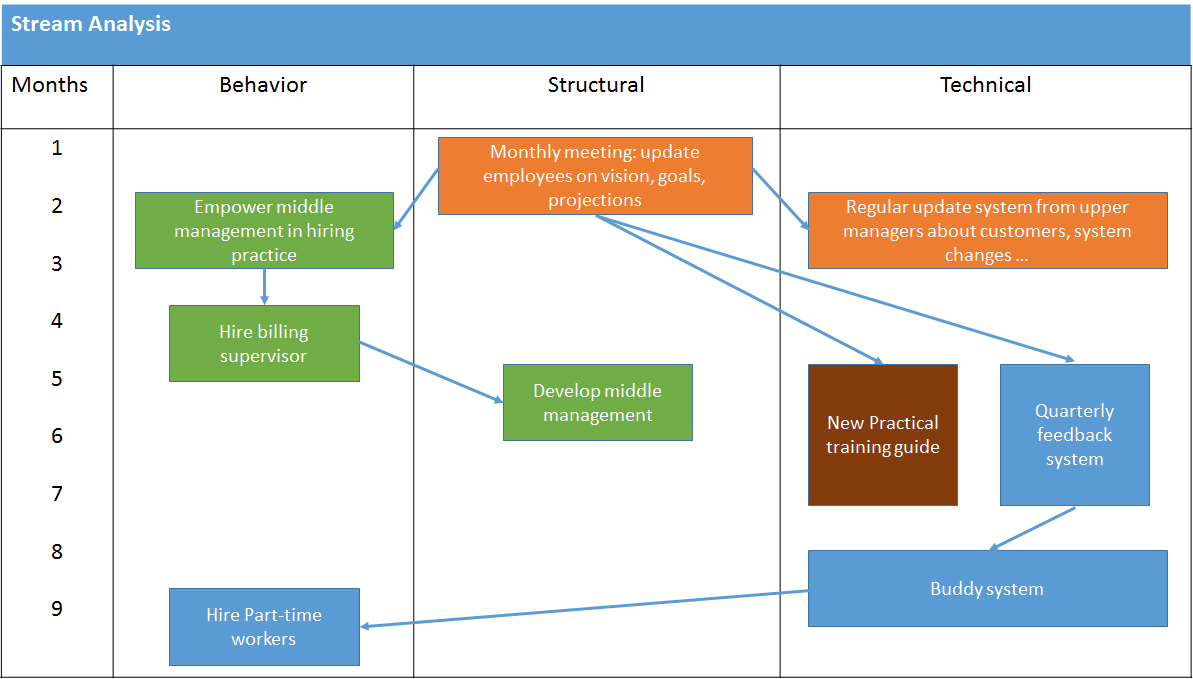 Stream Analysis
Months
Behavior
Structural
Technical
1
2
3
4
5
6
7
8
9
Monthly meeting: update
employees on vision, goals,
projections
Empower middle
management in hiring
practice
Regular update system from upper
managers about customers, system
changes ...
Hire billing
supervisor
Develop middle
management
New Practical
training guide
Quarterly
feedback
system
Buddy system
Hire Part-time
workers